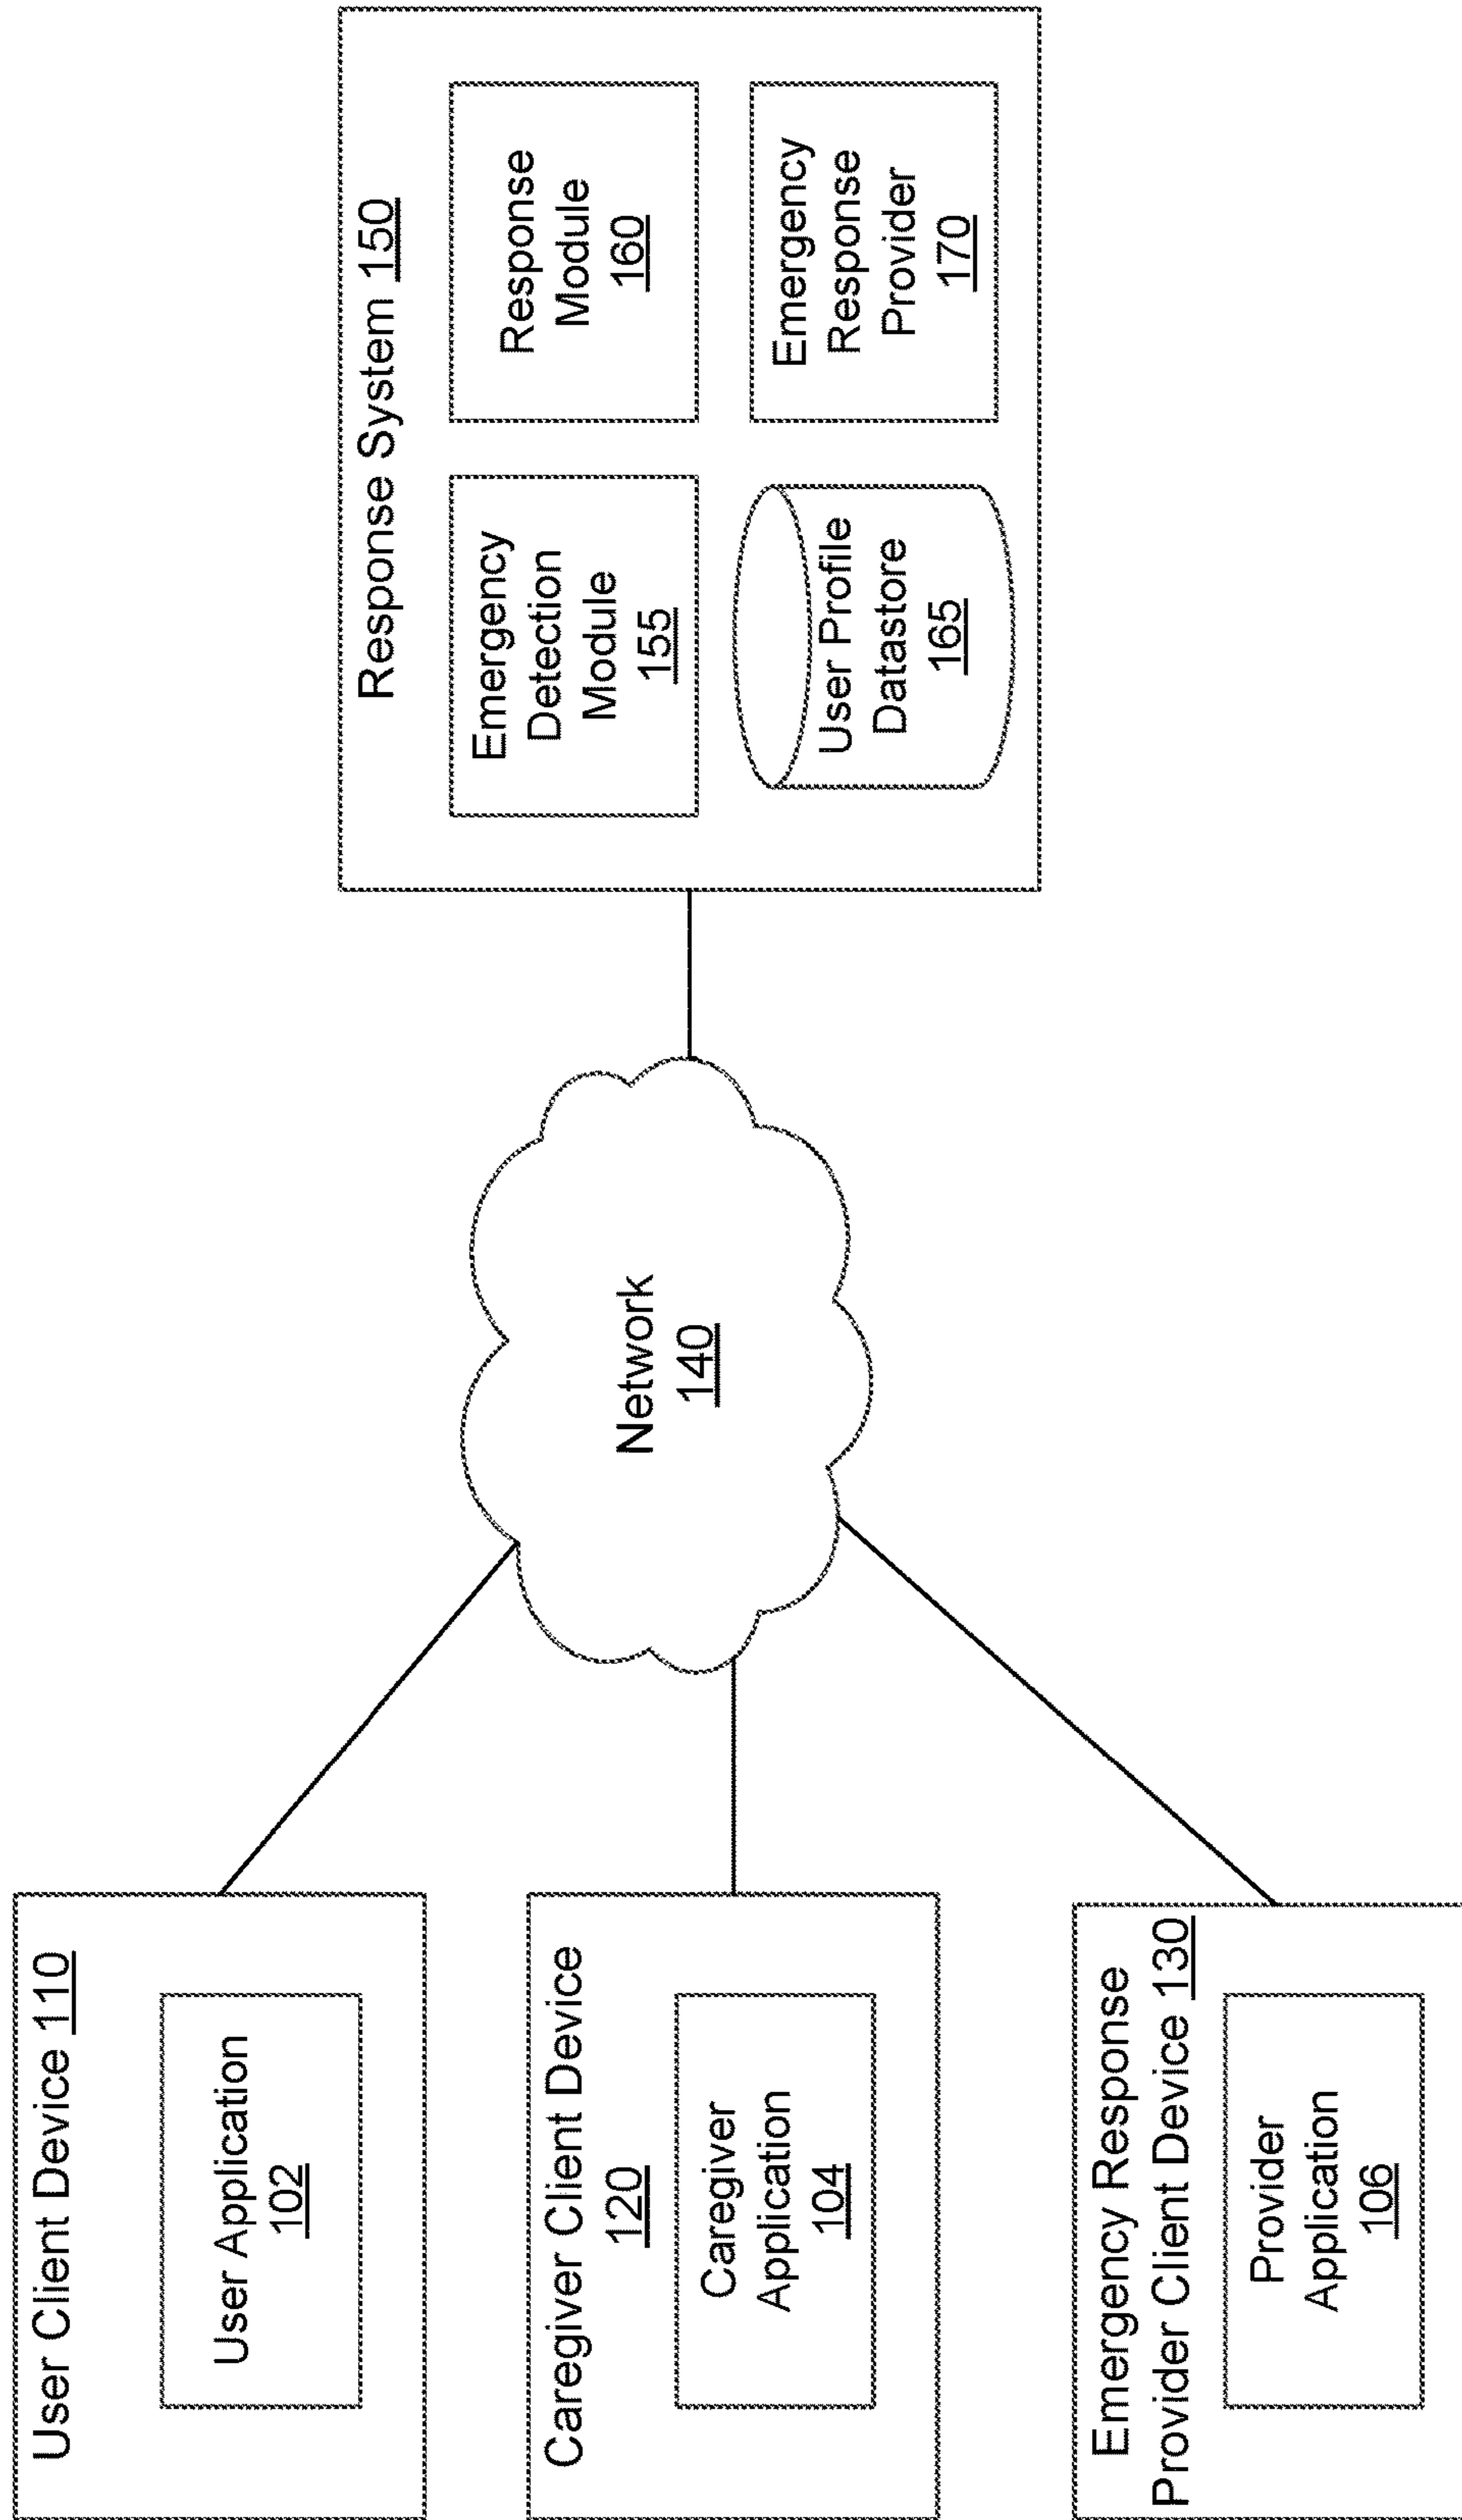 User Client Device 110
User Application
102
Caregiver Client Device
120
Caregiver
Application
104
Emergency Response
Provider Client Device 130
Provider
Application
106
Network
140
Response System 150
Emergency
Detection
Module
155
Response
Module
160
User Profile
Datastore
165
Emergency
Response
Provider
170